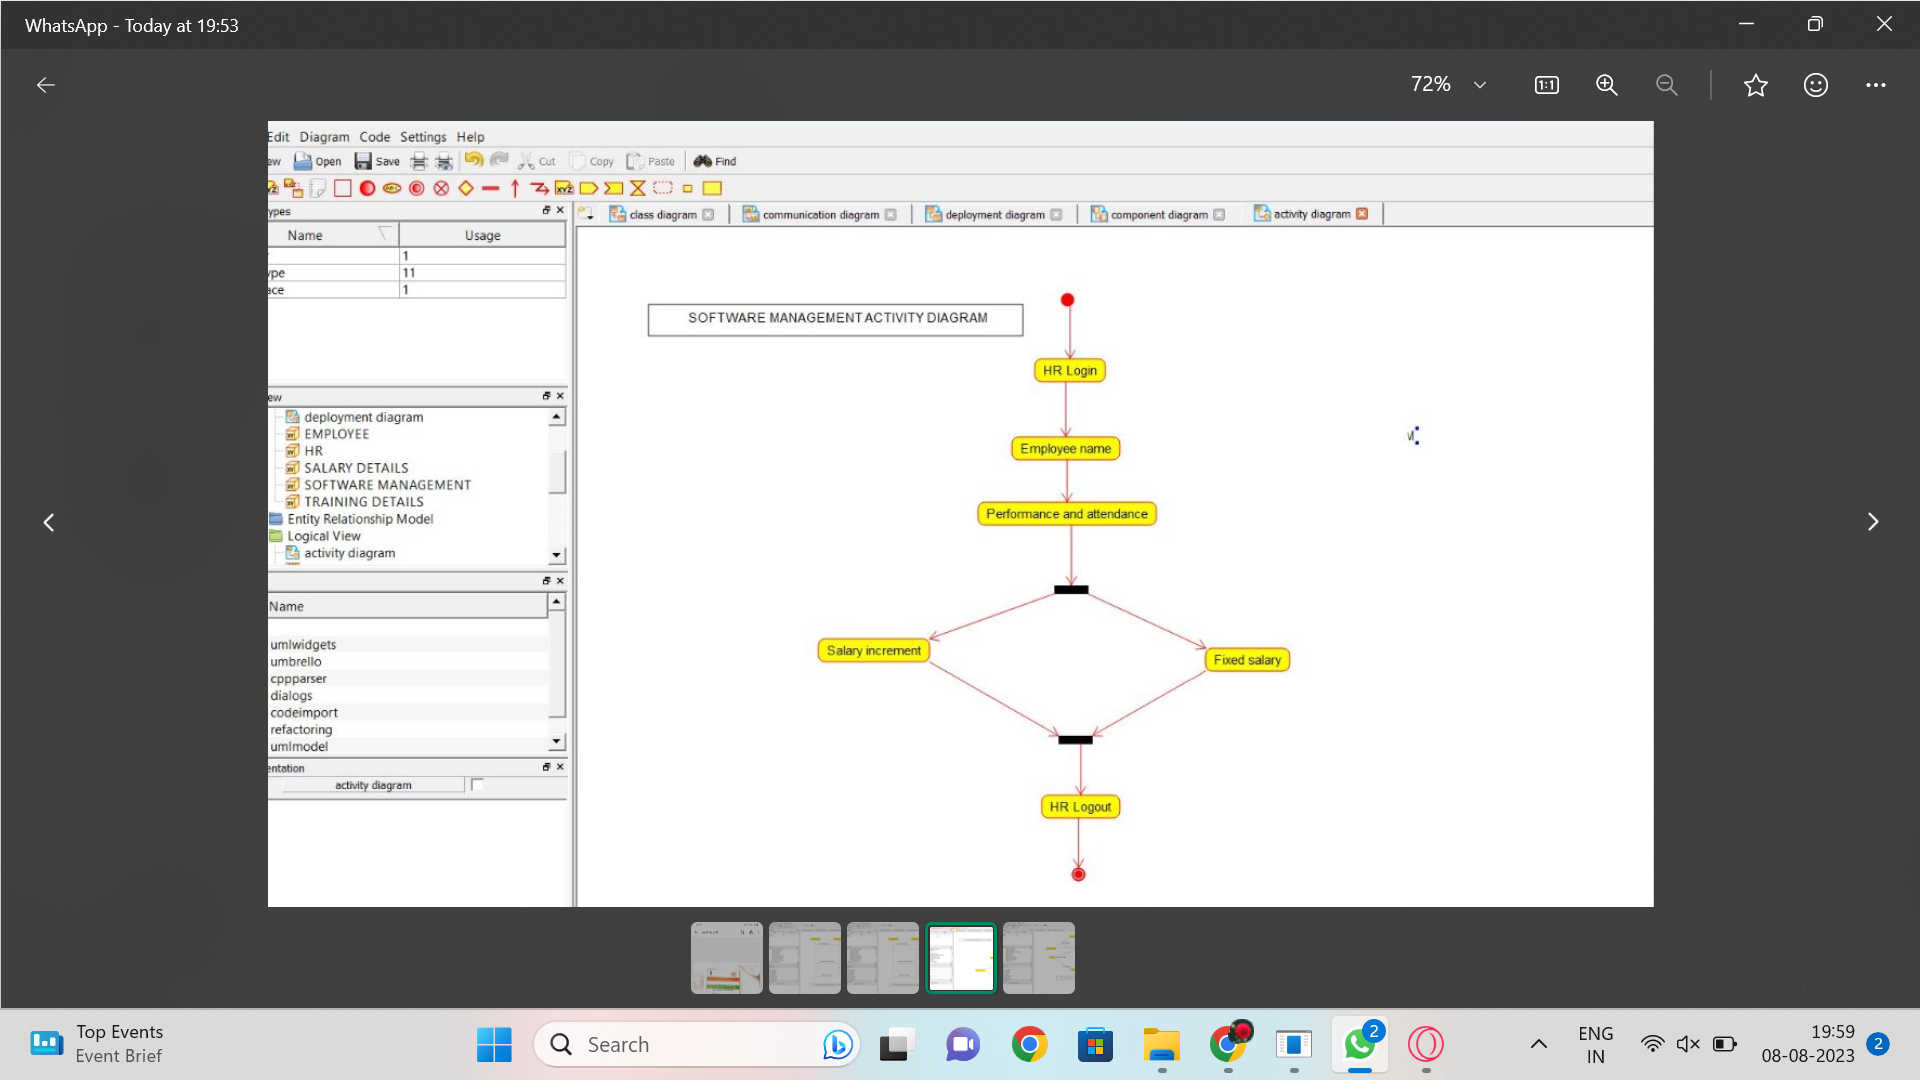 WhatsApp - Today at 19:53
72%
1:1
Edit Diagram Code Settings Help
ew Open Save Cut Copy Paste Find
ypes
class diagram communication diagram deployment diagram component diagram activity diagram
Name Usage
1
ype 11
ace 1
SOFTWARE MANAGEMENT ACTIVITY DIAGRAM
HR Login
Employee name
Performance and attendance
Salary increment
Fixed salary
HR Logout
ew
deployment diagram
EMPLOYEE
HR
SALARY DETAILS
SOFTWARE MANAGEMENT
TRAINING DETAILS
Entity Relationship Model
Logical View
activity diagram
Name
umlwidgets
umbrello
cppparser
dialogs
codeimport
refactoring
umlmodel
entation
activity diagram
Top Events
Event Brief
Search
2
ENG
IN
19:59
08-08-2023
2